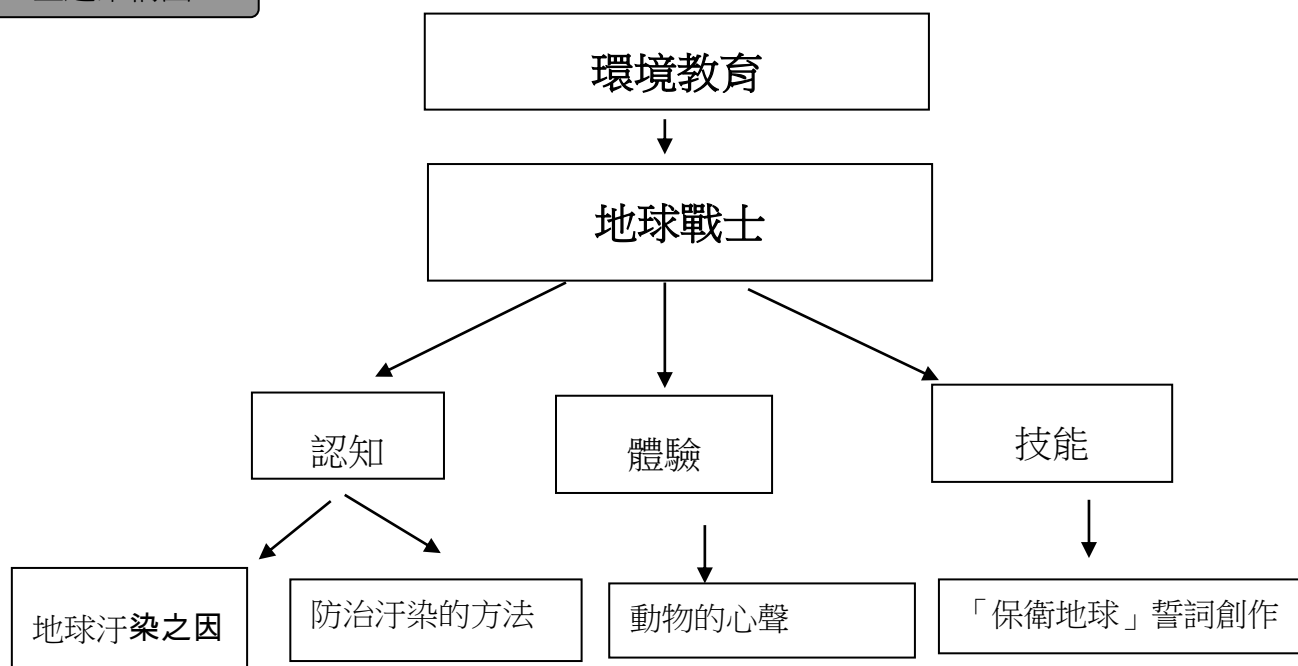 環境教育
地球戰士
認知
體驗
技能
地球汙染之因
防治汙染的方法
動物的心聲
「保衛地球」誓詞創作